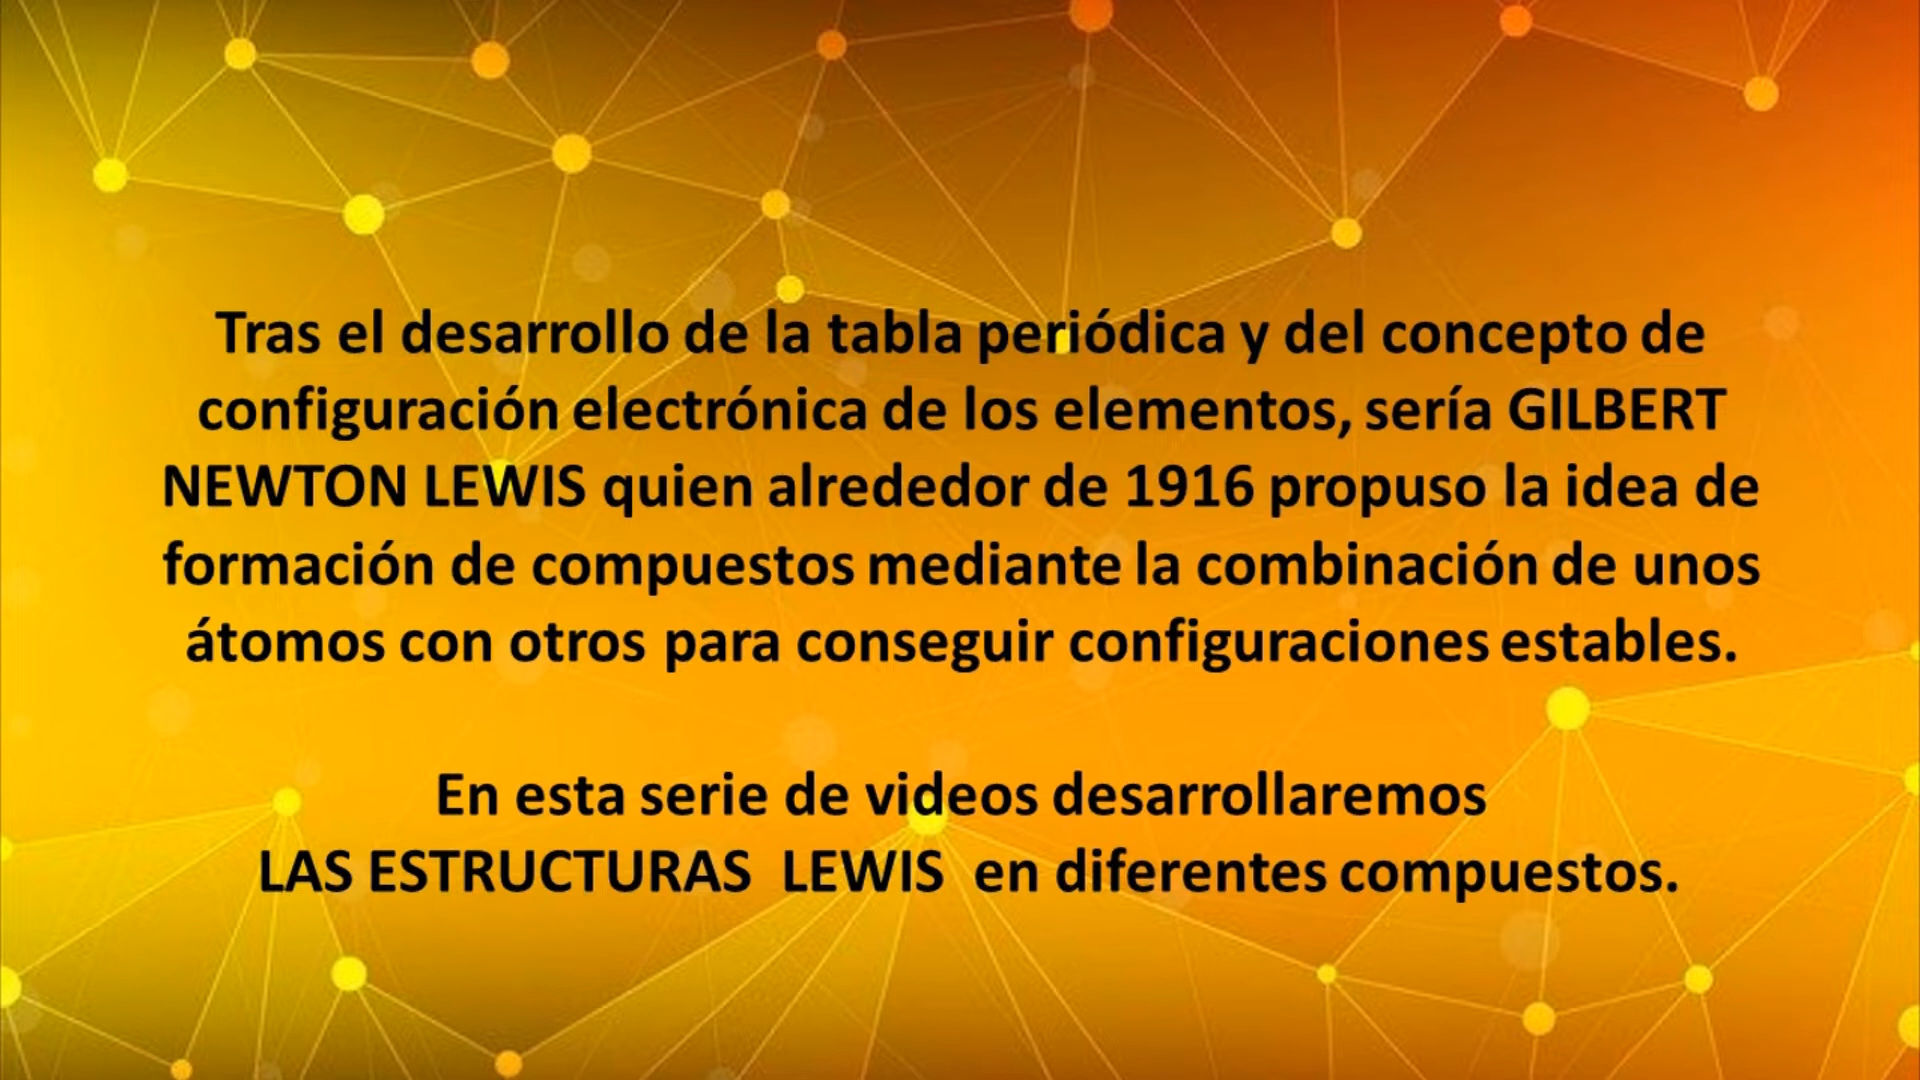 Tras el desarrollo de la tabla periódica y del concepto de
configuración electrónica de los elementos, sería GILBERT
NEWTON LEWIS quien alrededor de 1916 propuso la idea de
formación de compuestos mediante la combinación de unos
átomos con otros para conseguir configuraciones estables.
En esta serie de videos desarrollaremos
LAS ESTRUCTURAS LEWIS en diferentes compuestos.